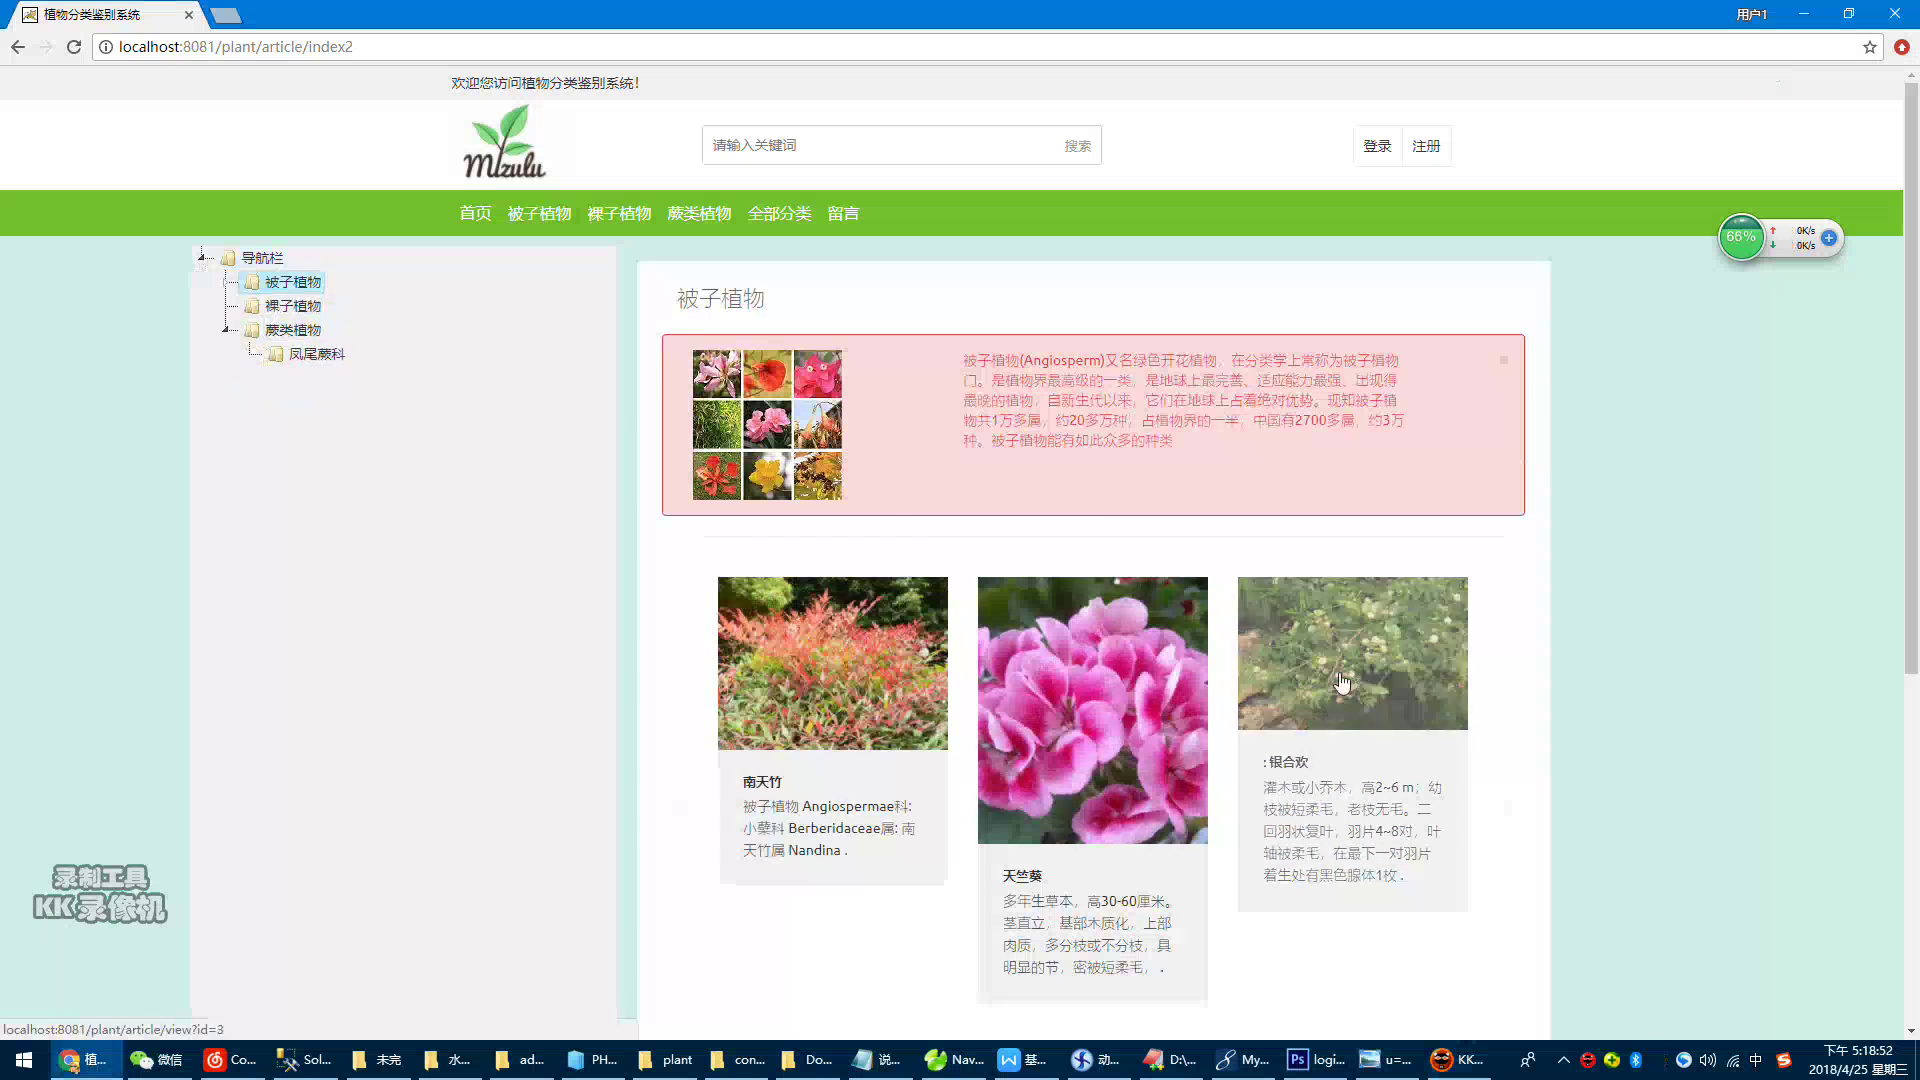 植物分类鉴别系统
用户1
localhost:8081/plant/article/index2
欢迎您访问植物分类鉴别系统!
Mizulu
请输入关键词
搜索
登录
注册
首页 被子植物 裸子植物 蕨类植物 全部分类 留言
66%
0K/s
0K/s
导航栏
被子植物
裸子植物
蕨类植物
凤尾蕨科
被子植物
被子植物(Angiosperm)又名绿色开花植物，在分类学上常称为被子植物
门。是植物界最高级的一类，是地球上最完善、适应能力最强、出现得
最晚的植物，自新生代以来，它们在地球上占着绝对优势。现知被子植
物共1万多属，约20多万种，占植物界的一半，中国有2700多属，约3万
种。被子植物能有如此众多的种类
南天竹
被子植物 Angiospermae科:
小蘖科 Berberidaceae属: 南
天竹属 Nandina .
天竺葵
多年生草本，高30-60厘米。
茎直立，基部木质化，上部
肉质，多分枝或不分枝，具
明显的节，密被短柔毛， .
: 银合欢
灌木或小乔木，高2~6 m；幼
枝被短柔毛，老枝无毛。二
回羽状复叶，羽片4~8对，叶
轴被柔毛，在最下一对羽片
着生处有黑色腺体1枚 .
录制工具
KK录像机
localhost:8081/plant/article/view?id=3
植...
微信
Co...
Sol...
未完
水...
ad...
PH...
plant
con...
Do...
说...
Nav...
基...
动...
D:\...
My...
logi...
u=...
KK...
中
下午 5:18:52
2018/4/25 星期三